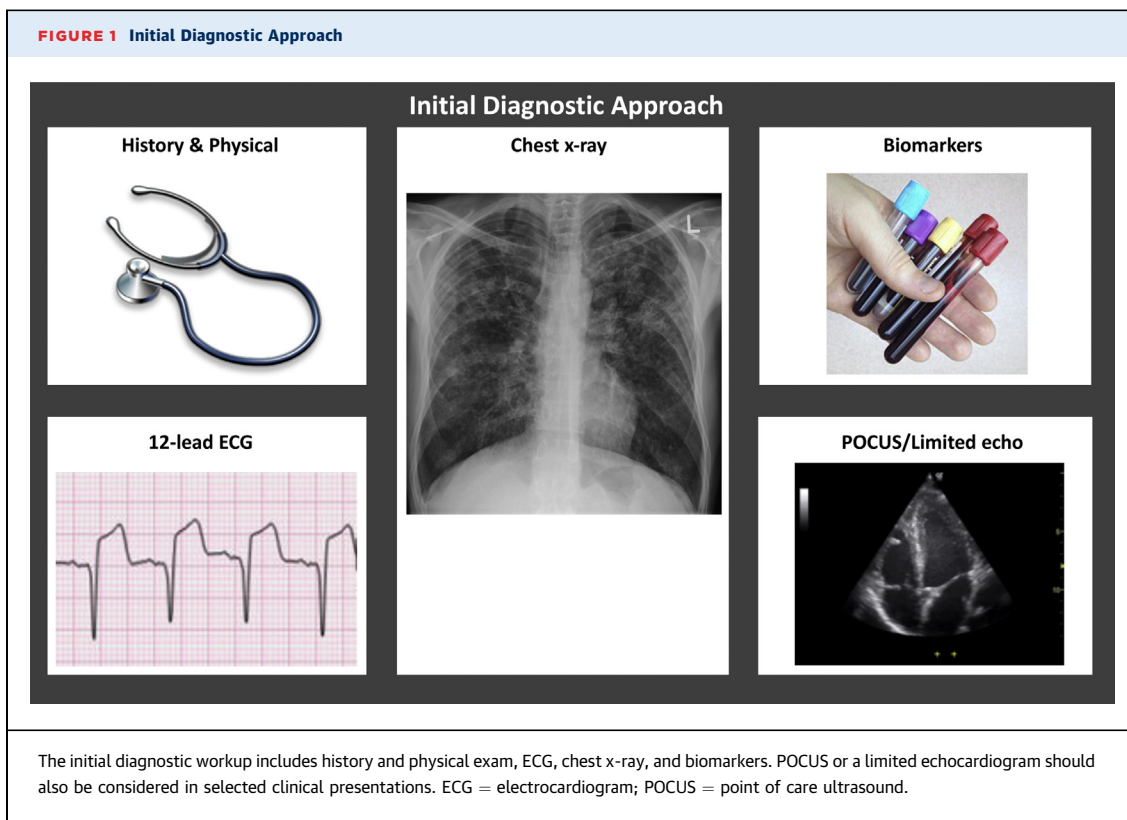 FIGURE 1 Initial Diagnostic Approach
Initial Diagnostic Approach
History & Physical
Chest x-ray
Biomarkers
L
12-lead ECG
POCUS/Limited echo
5
10
The initial diagnostic workup includes history and physical exam, ECG, chest x-ray, and biomarkers. POCUS or a limited echocardiogram should
also be considered in selected clinical presentations. ECG = electrocardiogram; POCUS = point of care ultrasound.